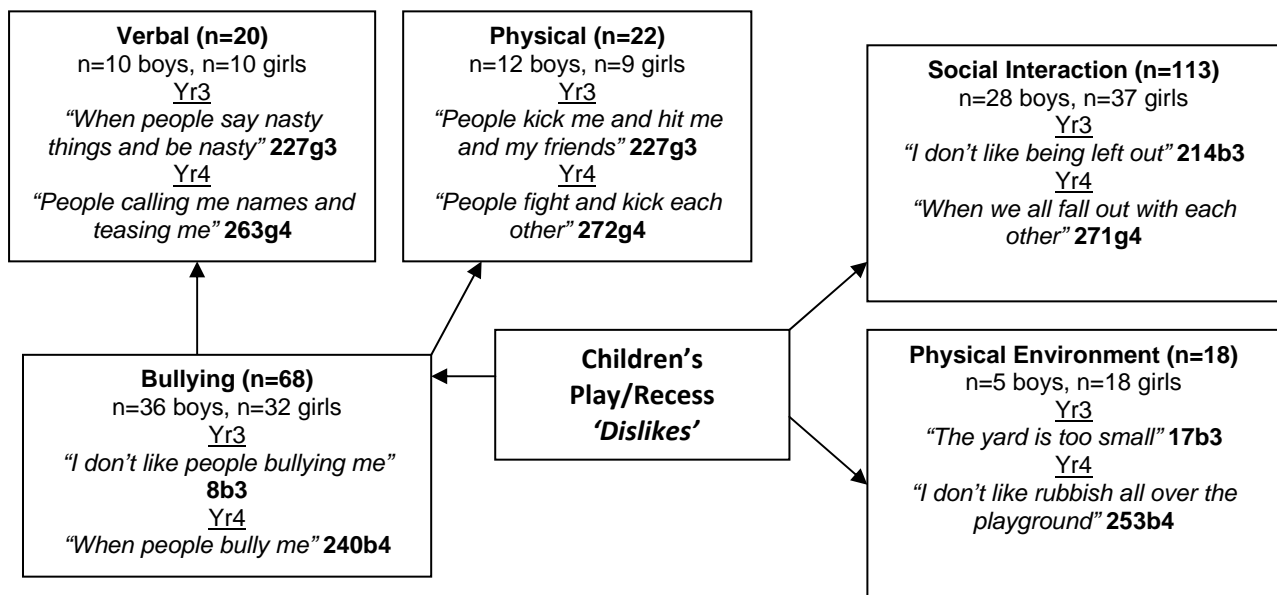 Verbal (n=20)
n=10 boys, n=10 girls
Yr3
“When people say nasty
things and be nasty” 227g3
Yr4
“People calling me names and
teasing me” 263g4
Physical (n=22)
n=12 boys, n=9 girls
Yr3
“People kick me and hit me
and my friends” 227g3
Yr4
“People fight and kick each
other” 272g4
Social Interaction (n=113)
n=28 boys, n=37 girls
Yr3
“I don’t like being left out” 214b3
Yr4
“When we all fall out with each
other” 271g4
Bullying (n=68)
n=36 boys, n=32 girls
Yr3
“I don’t like people bullying me”
8b3
Yr4
“When people bully me” 240b4
Children’s
Play/Recess
‘Dislikes’
Physical Environment (n=18)
n=5 boys, n=18 girls
Yr3
“The yard is too small” 17b3
Yr4
“I don’t like rubbish all over the
playground” 253b4